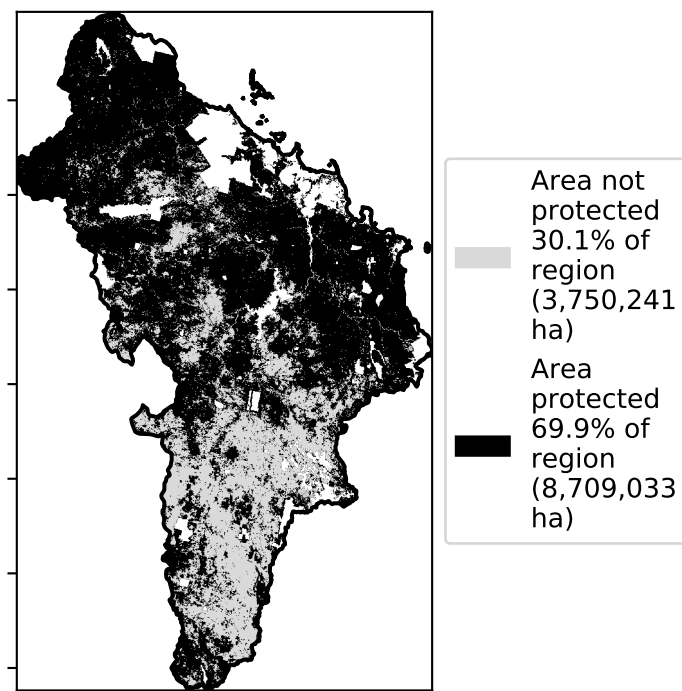 Area not
protected
30.1% of
region
(3,750,241
ha)
Area
protected
69.9% of
region
(8,709,033
ha)